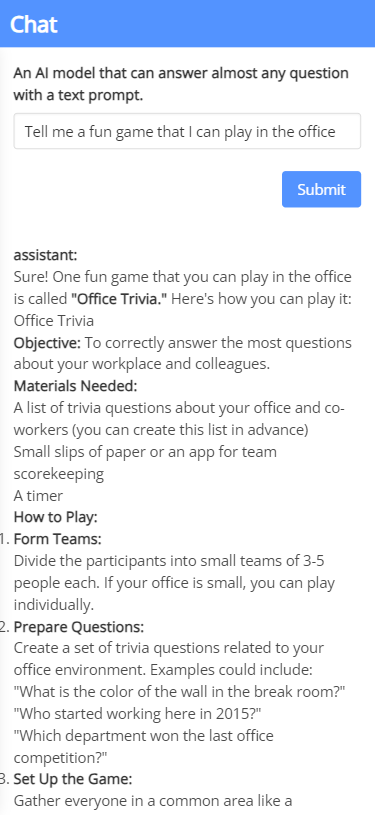 Chat
An AI model that can answer almost any question
with a text prompt.
Tell me a fun game that I can play in the office
Submit
assistant:
Sure! One fun game that you can play in the office
is called "Office Trivia." Here's how you can play it:
Office Trivia
Objective: To correctly answer the most questions
about your workplace and colleagues.
Materials Needed:
A list of trivia questions about your office and co-
workers (you can create this list in advance)
Small slips of paper or an app for team
scorekeeping
A timer
How to Play:
1. Form Teams:
Divide the participants into small teams of 3-5
people each. If your office is small, you can play
individually.
2. Prepare Questions:
Create a set of trivia questions related to your
office environment. Examples could include:
"What is the color of the wall in the break room?"
"Who started working here in 2015?"
"Which department won the last office
competition?"
3. Set Up the Game:
Gather everyone in a common area like a